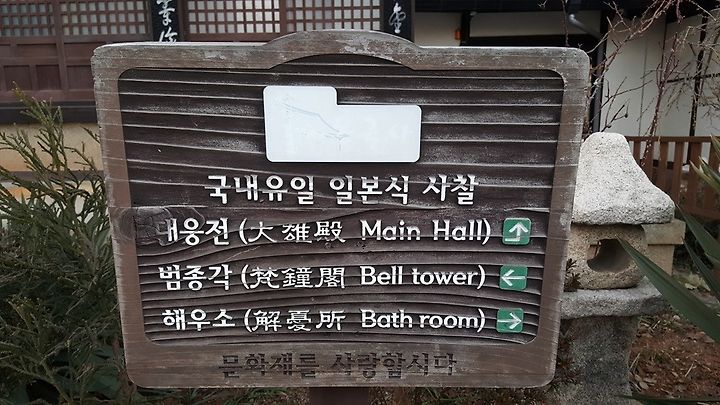 국내유일 일본식 사찰
대웅전 (大雄殿 Main Hall)
범종각 (梵鐘閣 Bell tower)
해우소 (解憂所 Bath room)
문화재를 사랑합시다